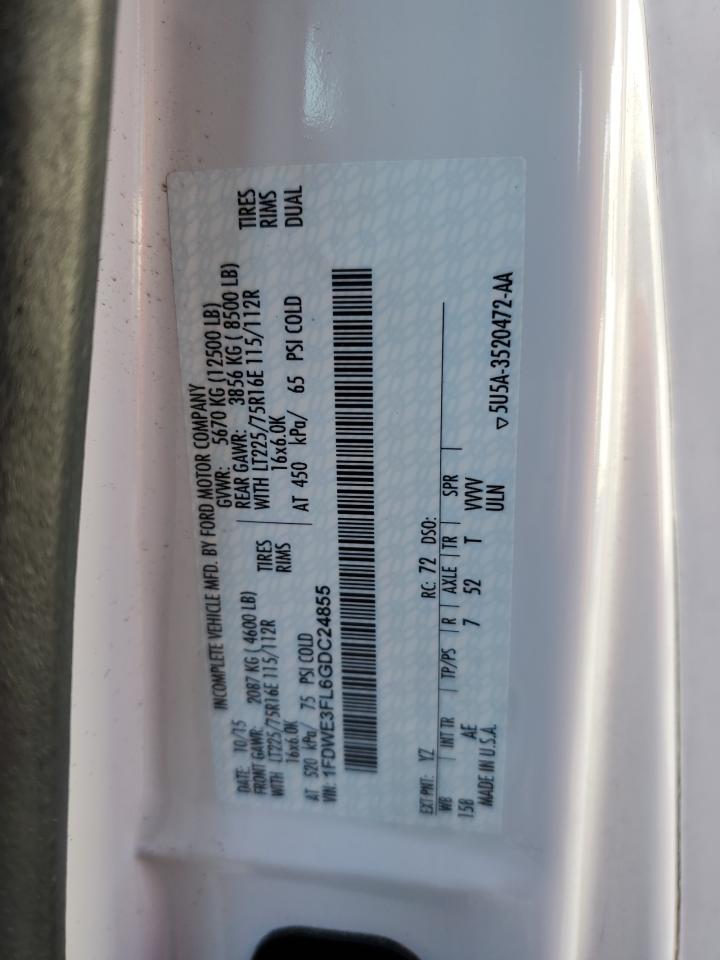 INCOMPLETE VEHICLE MFD. BY FORD MOTOR COMPANY
DATE: 10/15 GVWR: 5670 KG (12500 LB)
FRONT GAWR: 2087 KG ( 4600 LB) REAR GAWR: 3856 KG ( 8500 LB)
WITH LT225/75R16E 115/112R TIRES WITH LT225/75R16E 115/112R TIRES
16x6.0K RIMS 16x6.0K RIMS
AT 520 kPa/ 75 PSI COLD AT 450 kPa/ 65 PSI COLD DUAL
VIN: 1FDWE3FL6GDC24855
EXT PNT: YZ RC: 72 DSO:
WB INT TR TP/PS R AXLE TR SPR
158 AE 7 52 T VVVV
MADE IN U.S.A. ULN
5U5A-3520472-AA